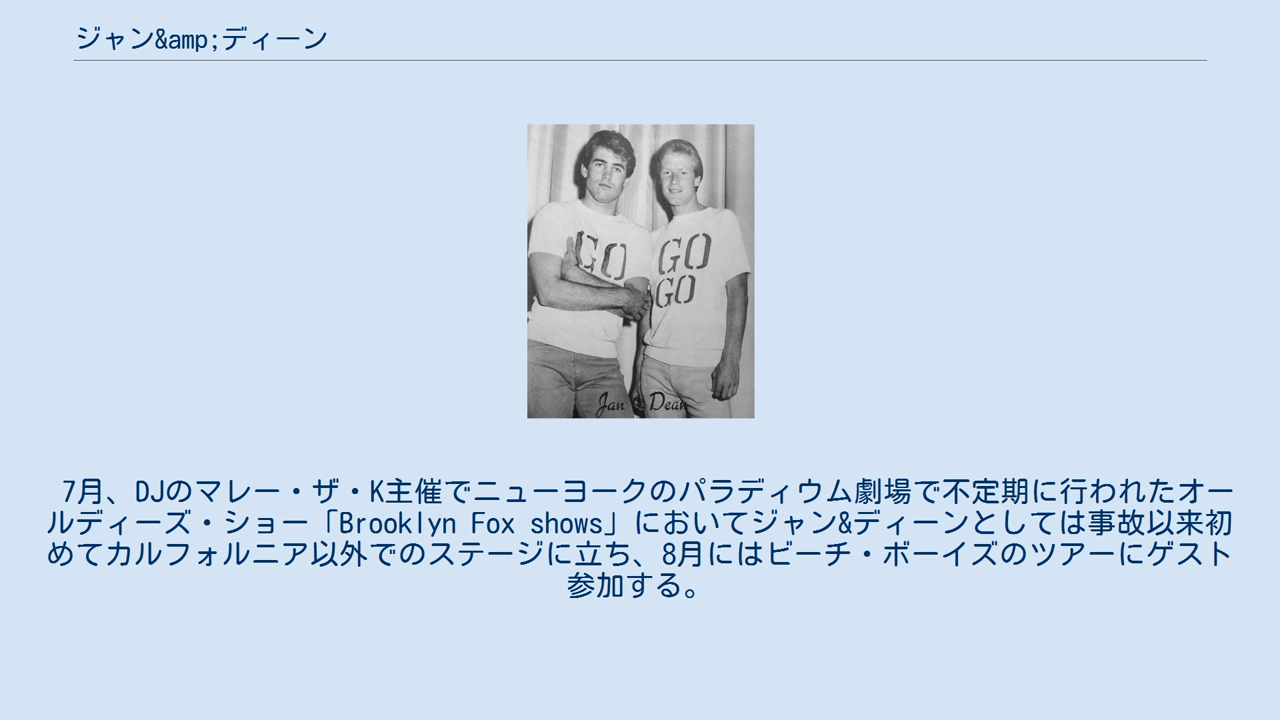 ジャン&amp;ディーン
GO
GO
GO
Jan & Dean
7月、DJのマレー・ザ・K主催でニューヨークのパラディウム劇場で不定期に行われたオー
ルディーズ・ショー「Brooklyn Fox shows」においてジャン&ディーンとしては事故以来初
めてカルフォルニア以外でのステージに立ち、8月にはビーチ・ボーイズのツアーにゲスト
参加する。